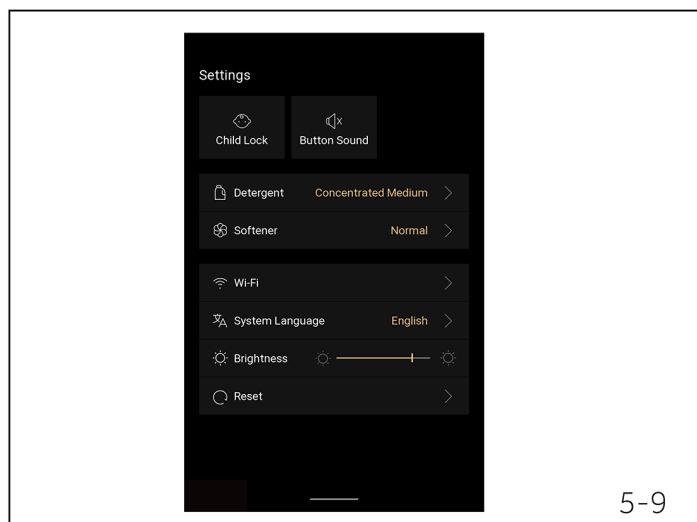 Settings
Child Lock
Button Sound
Detergent Concentrated Medium
Softener Normal
Wi-Fi
System Language English
Brightness
Reset
5-9